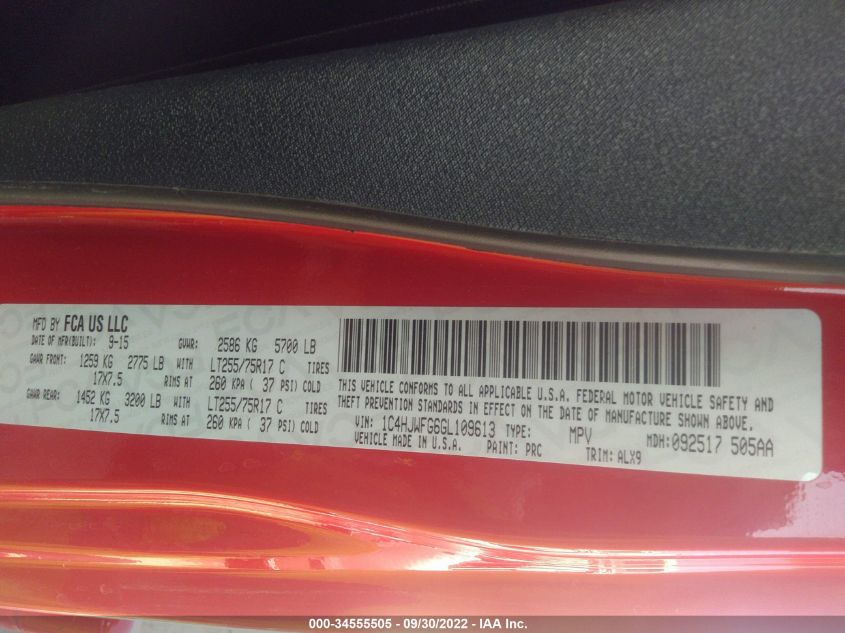 MFD BY FCA US LLC
DATE OF MFR(BUILT): 9-15 GVWR: 2586 KG 5700 LB
GAWR FRONT: 1259 KG 2775 LB WITH LT255/75R17 C TIRES
17X7.5 RIMS AT 260 KPA ( 37 PSI) COLD
GAWR REAR: 1452 KG 3200 LB WITH LT255/75R17 C TIRES
17X7.5 RIMS AT 260 KPA ( 37 PSI) COLD
THIS VEHICLE CONFORMS TO ALL APPLICABLE U.S.A. FEDERAL MOTOR VEHICLE SAFETY AND
THEFT PREVENTION STANDARDS IN EFFECT ON THE DATE OF MANUFACTURE SHOWN ABOVE.
VIN: 1C4HJWFG6GL109613 TYPE: MPV MDH: 092517 505AA
VEHICLE MADE IN U.S.A. PAINT: PRC TRIM: ALX9
000-34555505 - 09/30/2022 - IAA Inc.